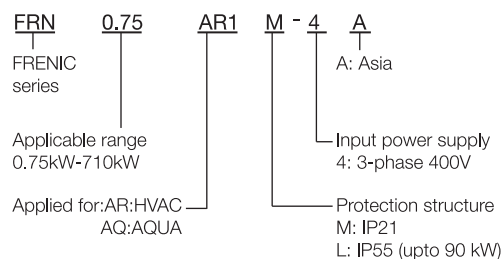 FRN 0.75 AR1 M - 4 A
FRENIC
series
A: Asia
Applicable range
0.75kW-710kW
Input power supply
4: 3-phase 400V
Applied for:AR:HVAC
AQ:AQUA
Protection structure
M: IP21
L: IP55 (upto 90 kW)